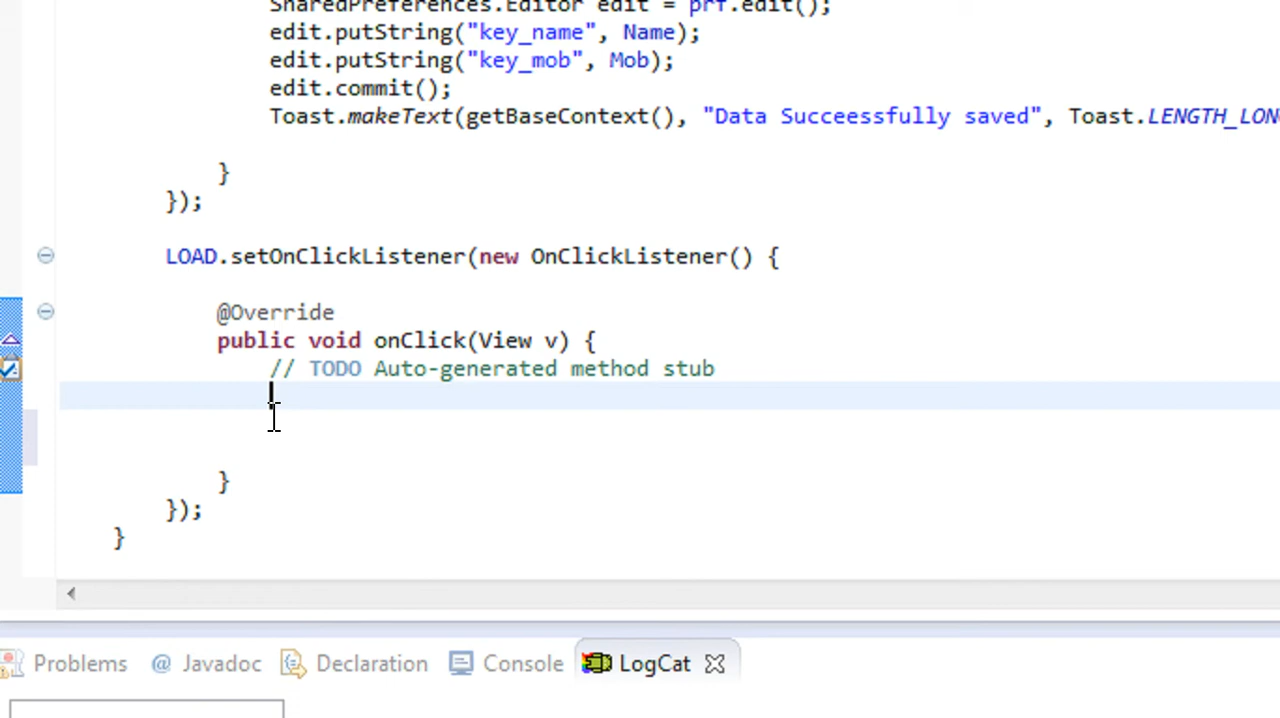 SharedPreferences.Editor edit = prf.edit();
edit.putString("key_name", Name);
edit.putString("key_mob", Mob);
edit.commit();
Toast.makeText(getBaseContext(), "Data Succeessfully saved", Toast.LENGTH_LON
}
});
LOAD.setOnClickListener(new OnClickListener() {
@Override
public void onClick(View v) {
// TODO Auto-generated method stub
}
});
}
Problems @ Javadoc Declaration Console LogCat